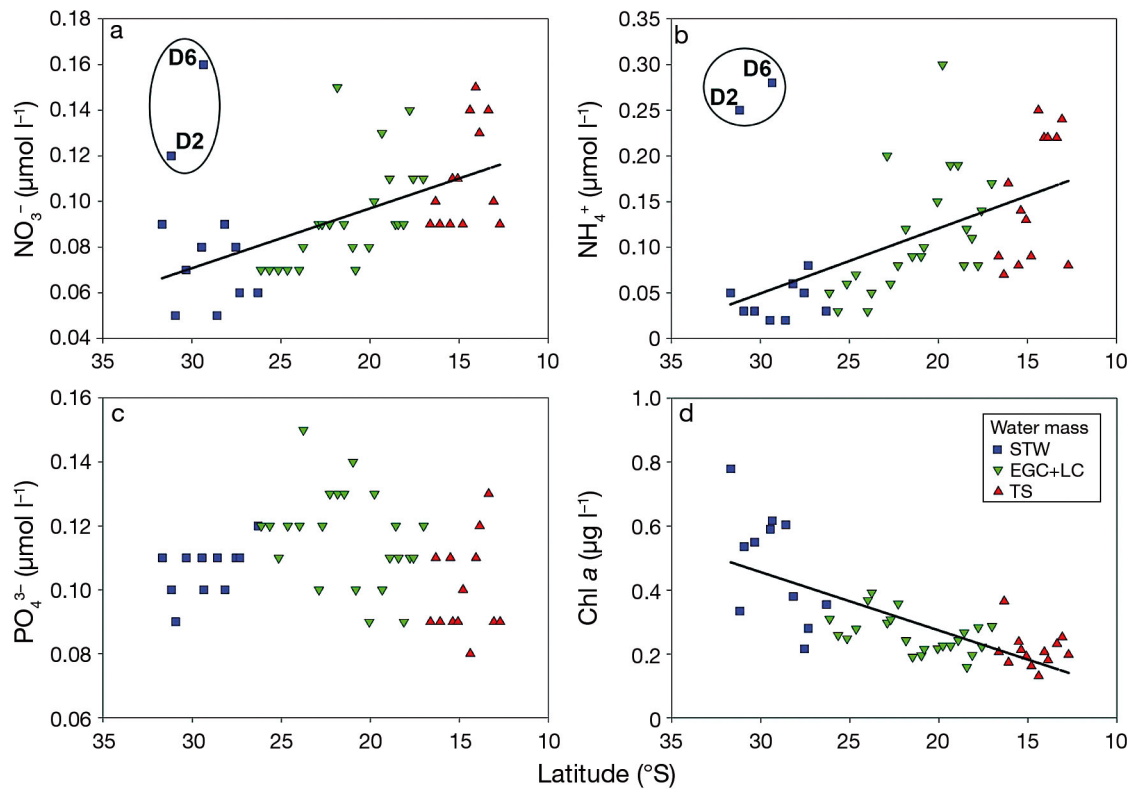 a
NO₃⁻ (µmol l⁻¹)
0.18
0.16
0.14
0.12
0.10
0.08
0.06
0.04
D6
D2
35 30 25 20 15 10
b
NH₄⁺ (µmol l⁻¹)
0.35
0.30
0.25
0.20
0.15
0.10
0.05
0
D6
D2
35 30 25 20 15 10
c
PO₄³⁻ (µmol l⁻¹)
0.16
0.14
0.12
0.10
0.08
0.06
35 30 25 20 15 10
d
Chl a (µg l⁻¹)
1.0
0.8
0.6
0.4
0.2
0
Water mass
STW
EGC+LC
TS
35 30 25 20 15 10
Latitude (°S)